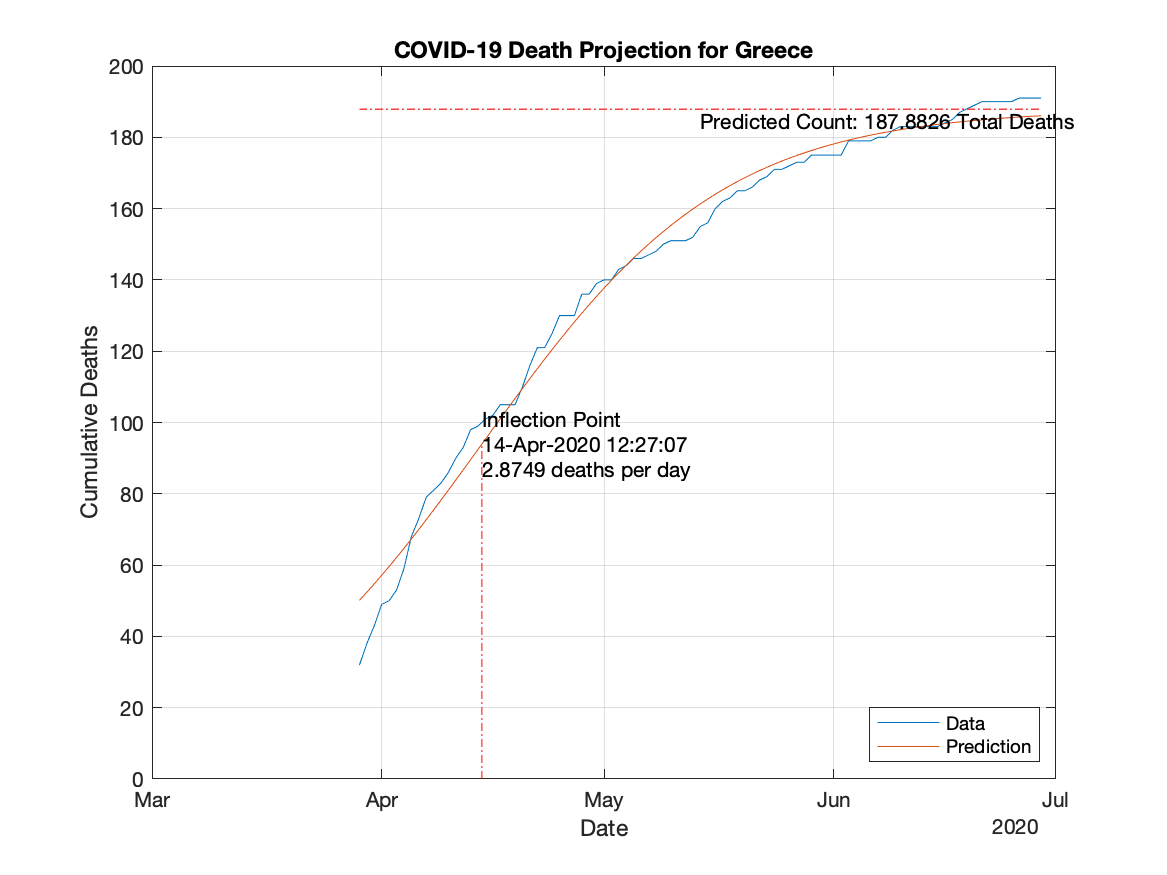 COVID-19 Death Projection for Greece
200
180
160
140
120
100
80
60
40
20
0
Cumulative Deaths
Predicted Count: 187.8826 Total Deaths
Inflection Point
14-Apr-2020 12:27:07
2.8749 deaths per day
Data
Prediction
Mar Apr May Jun Jul
Date
2020